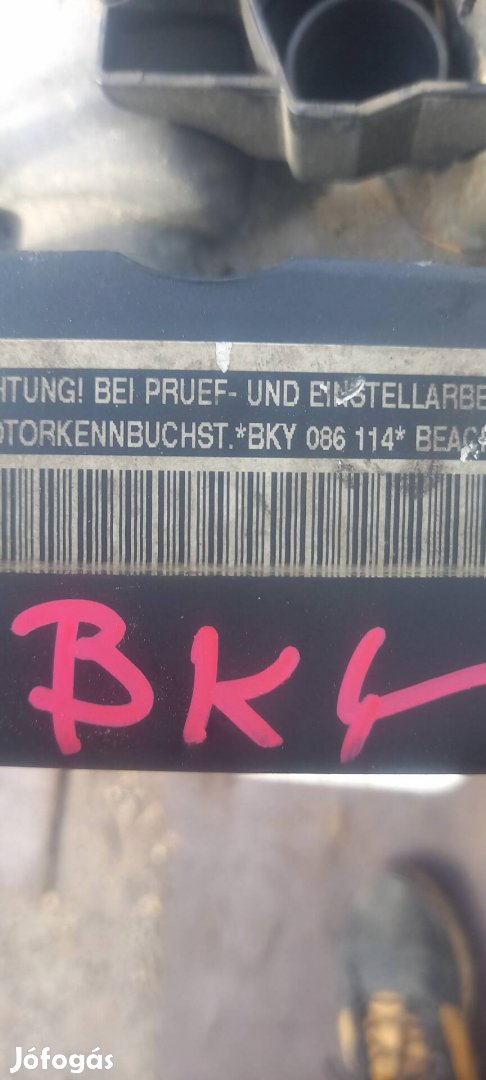 HTUNG! BEI PRUEF- UND EINSTELLARBE
OTORKENNBUCHST.*BKY 086 114* BEAC
BKY
Jófogás